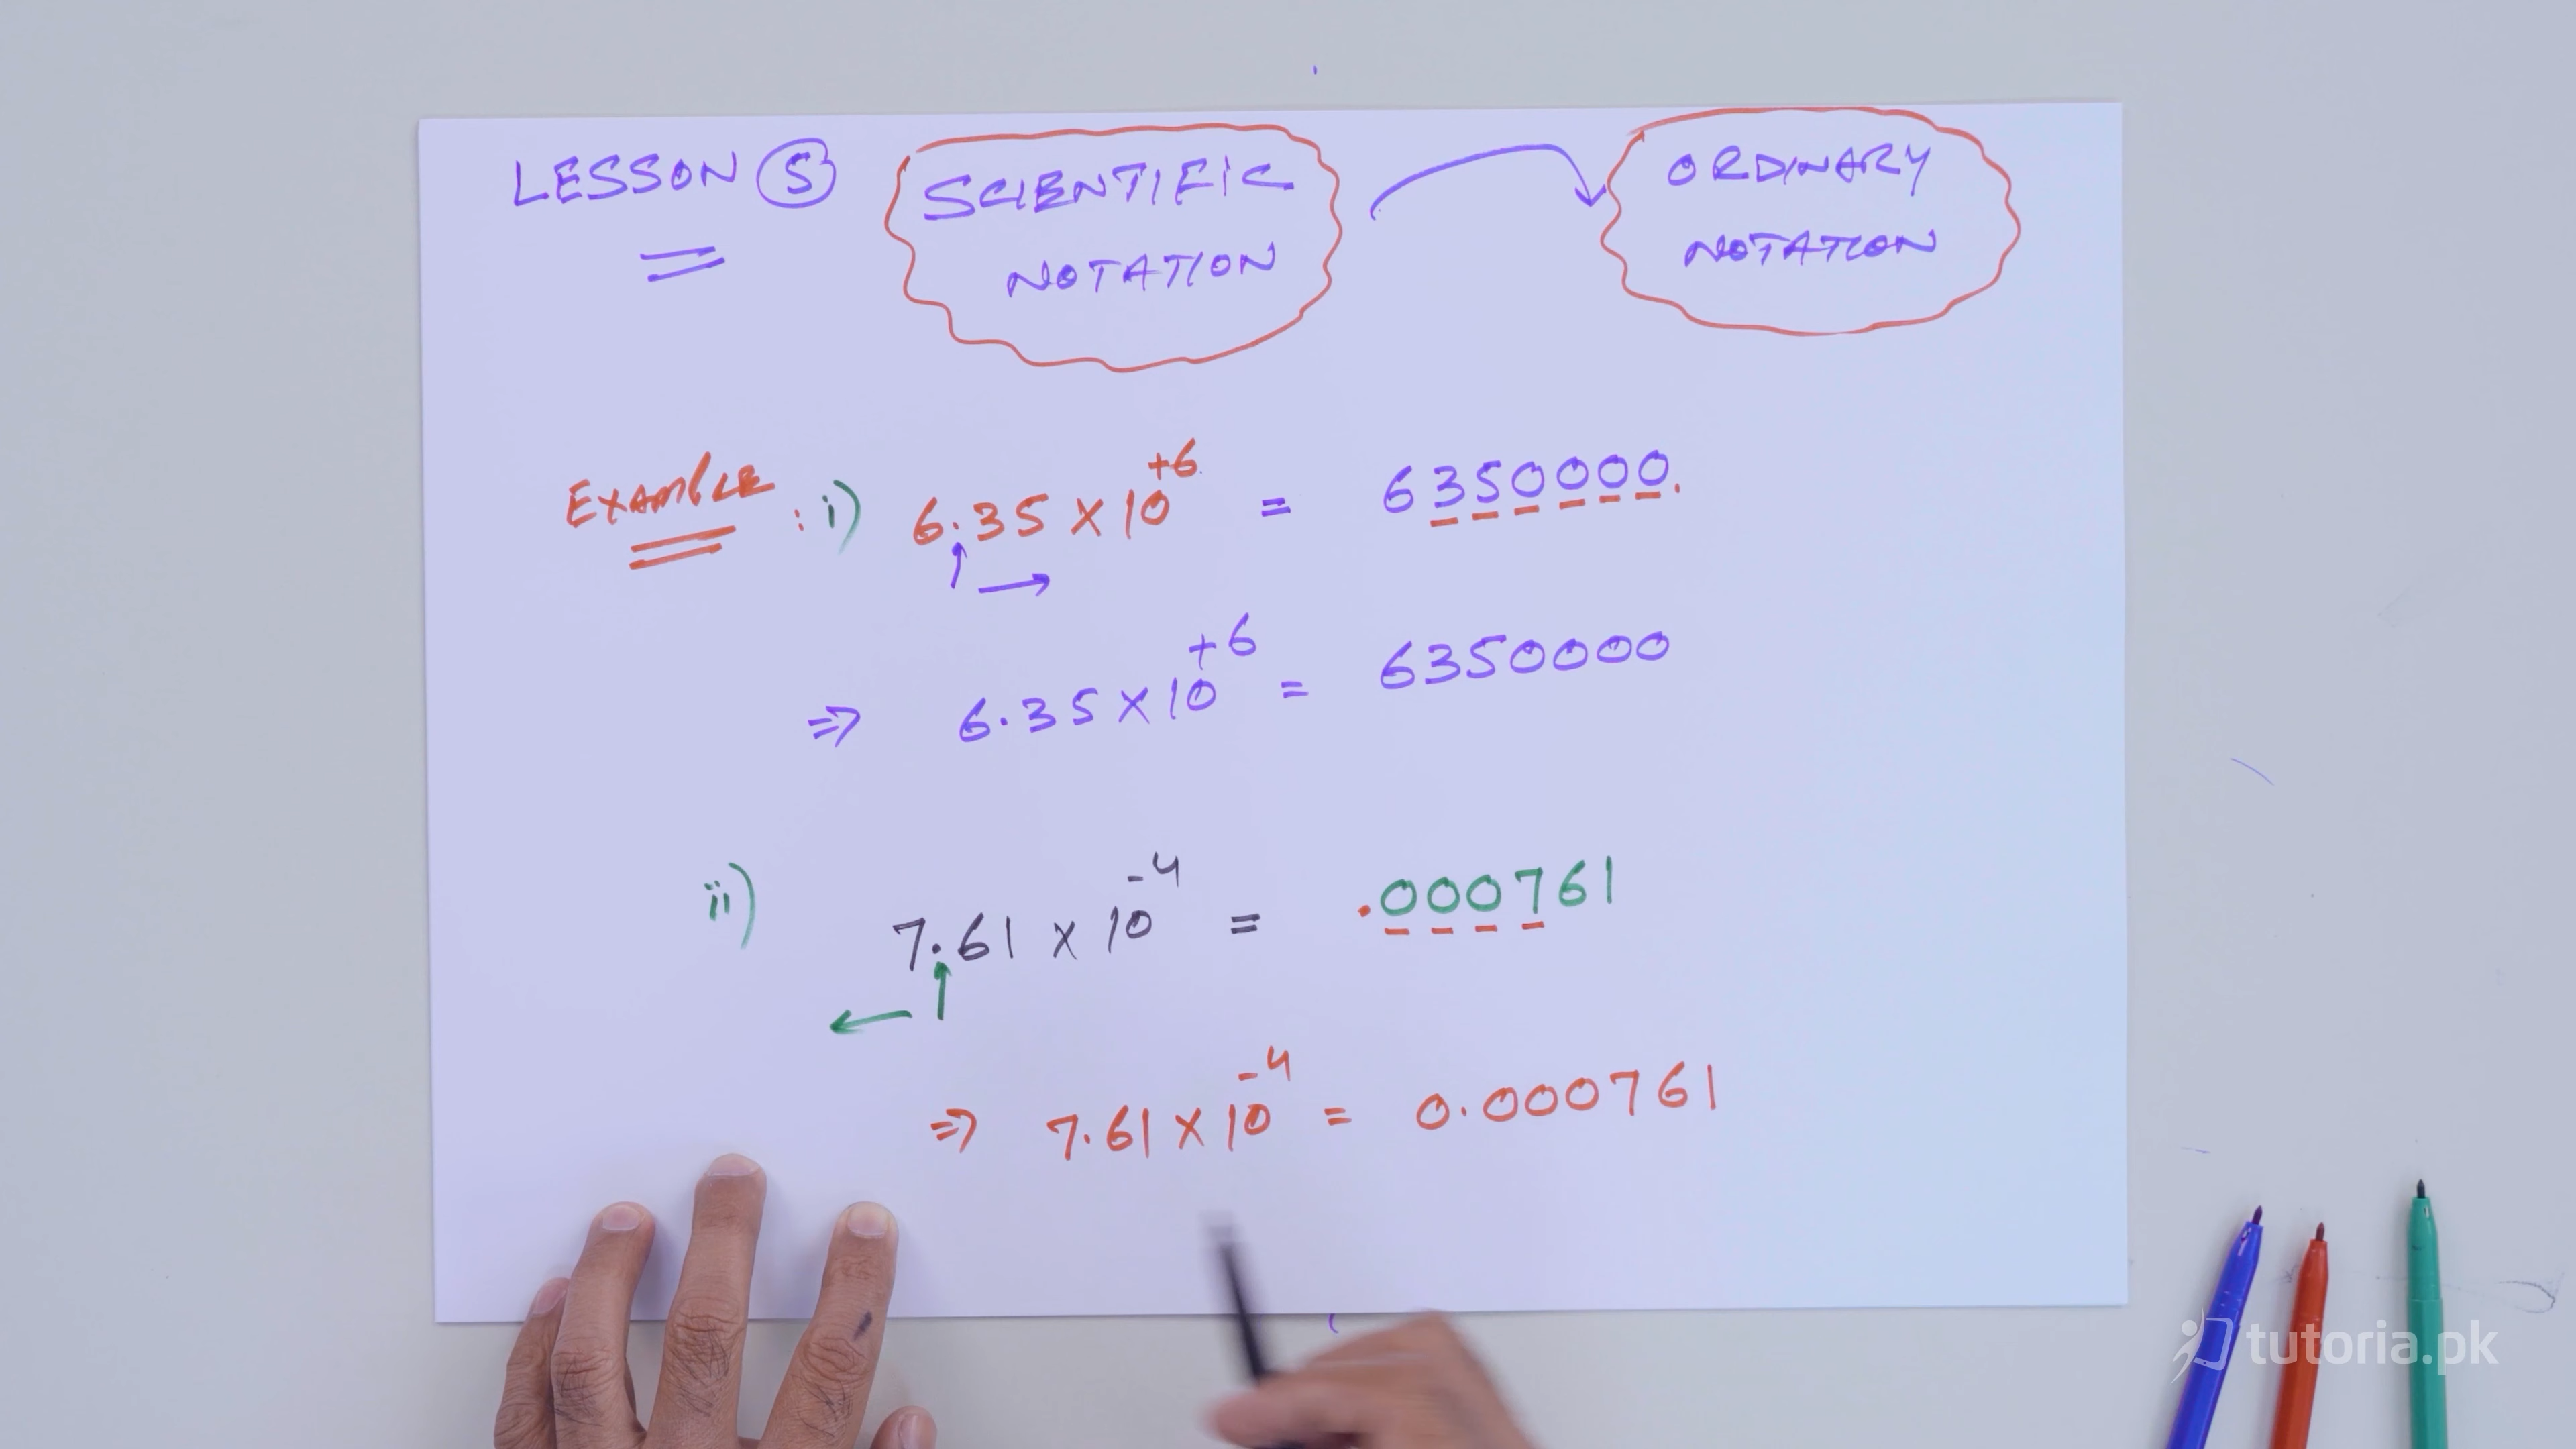 LESSON 5 SCIENTIFIC NOTATION ORDINARY NOTATION
EXAMPLE : i) 6.35 × 10⁺⁶ = 6350000.
⇒ 6.35 × 10⁺⁶ = 6350000
ii) 7.61 × 10⁻⁴ = .000761
⇒ 7.61 × 10⁻⁴ = 0.000761
tutoria.pk